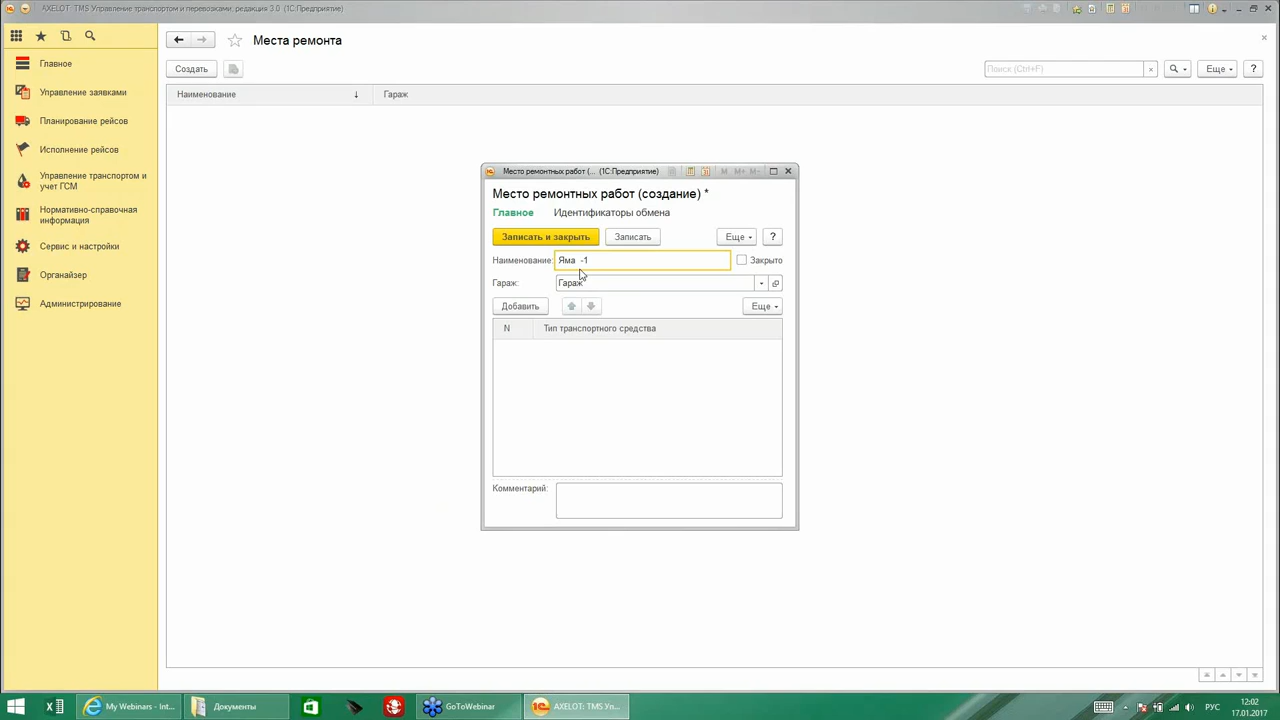 AXELOT: TMS Управление транспортом и перевозками, редакция 3.0 (1С:Предприятие)
M M+ M-
Места ремонта
Создать
Поиск (Ctrl+F)
Еще
?
Наименование
Гараж
Главное
Управление заявками
Планирование рейсов
Исполнение рейсов
Управление транспортом и
учет ГСМ
Нормативно-справочная
информация
Сервис и настройки
Органайзер
Администрирование
Место ремонтных работ (... (1С:Предприятие)
M M+ M-
Место ремонтных работ (создание) *
Главное Идентификаторы обмена
Записать и закрыть Записать Еще ?
Наименование: Яма -1 Закрыто
Гараж: Гараж
Добавить Еще
N Тип транспортного средства
Комментарий:
My Webinars - Int...
Документы
GoToWebinar
AXELOT: TMS Уп...
РУС
12:02
17.01.2017